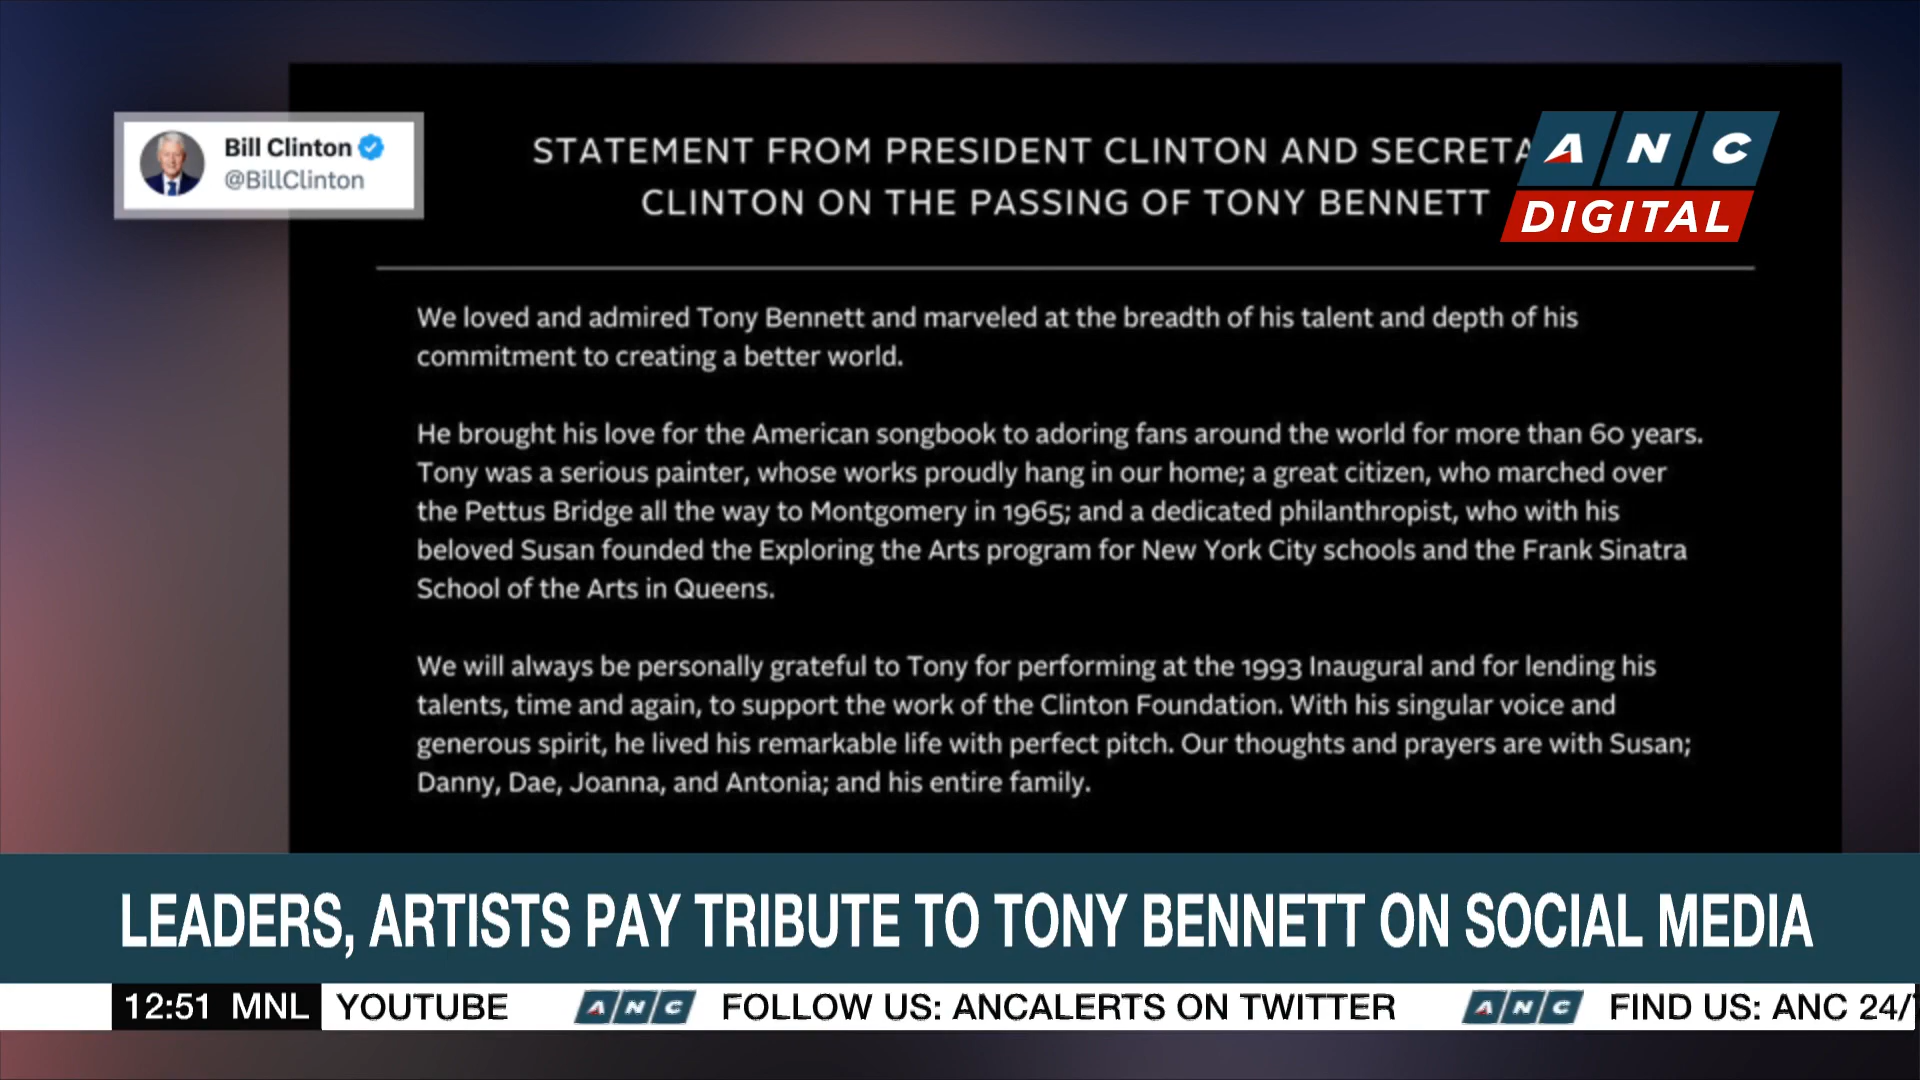 Bill Clinton
@BillClinton
STATEMENT FROM PRESIDENT CLINTON AND SECRETA
CLINTON ON THE PASSING OF TONY BENNETT
ANC
DIGITAL
We loved and admired Tony Bennett and marveled at the breadth of his talent and depth of his
commitment to creating a better world.
He brought his love for the American songbook to adoring fans around the world for more than 60 years.
Tony was a serious painter, whose works proudly hang in our home; a great citizen, who marched over
the Pettus Bridge all the way to Montgomery in 1965; and a dedicated philanthropist, who with his
beloved Susan founded the Exploring the Arts program for New York City schools and the Frank Sinatra
School of the Arts in Queens.
We will always be personally grateful to Tony for performing at the 1993 Inaugural and for lending his
talents, time and again, to support the work of the Clinton Foundation. With his singular voice and
generous spirit, he lived his remarkable life with perfect pitch. Our thoughts and prayers are with Susan;
Danny, Dae, Joanna, and Antonia; and his entire family.
LEADERS, ARTISTS PAY TRIBUTE TO TONY BENNETT ON SOCIAL MEDIA
12:51 MNL YOUTUBE ANC FOLLOW US: ANCALERTS ON TWITTER ANC FIND US: ANC 24/